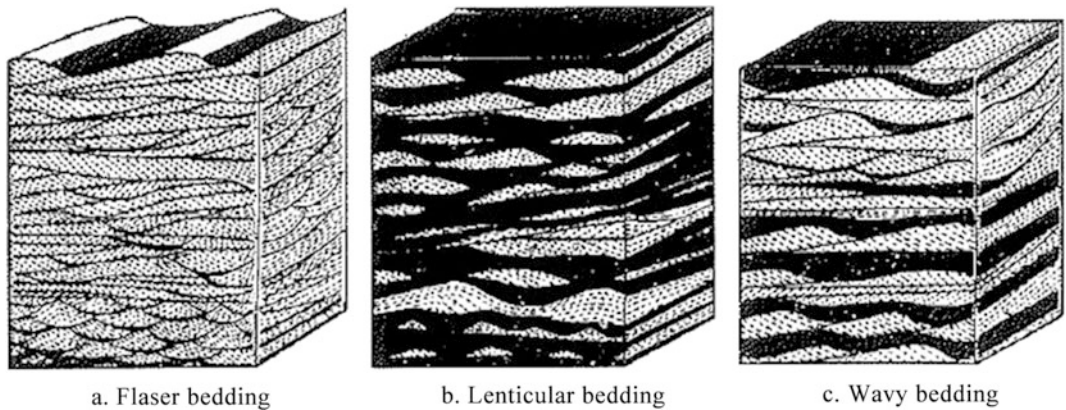 a. Flaser bedding
b. Lenticular bedding
c. Wavy bedding